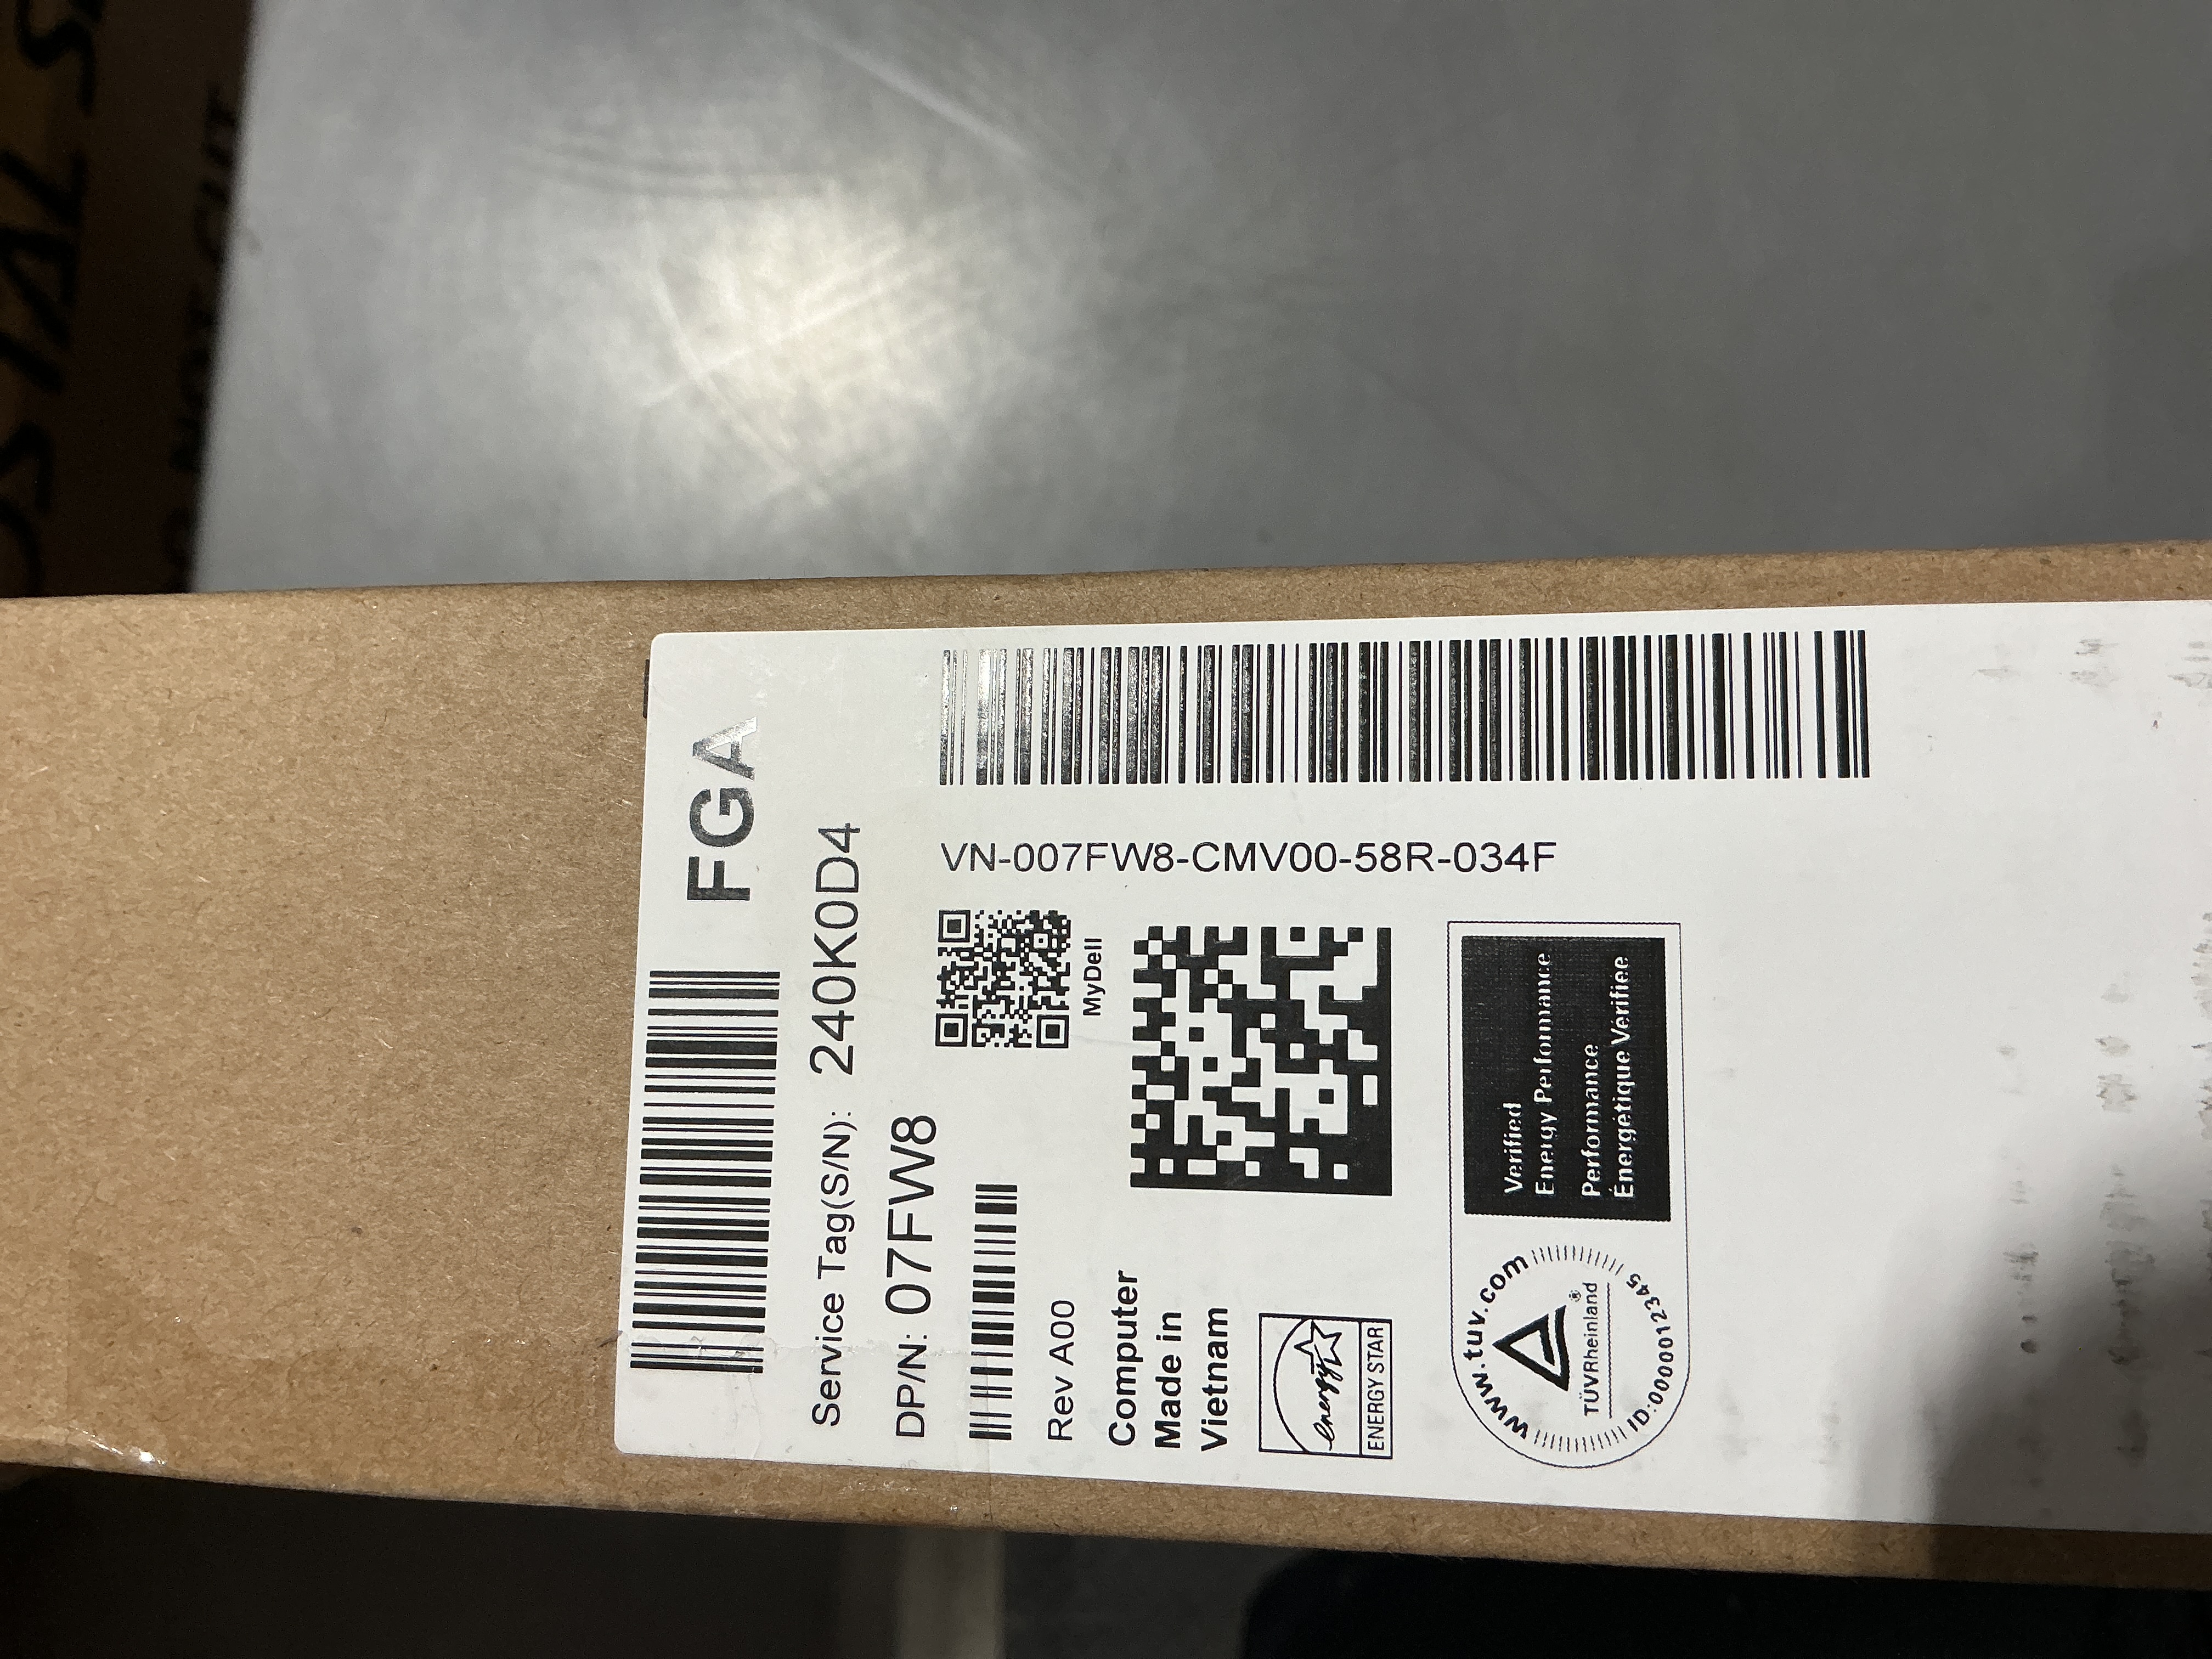 FGA
Service Tag(S/N): 240K0D4
DP/N: 07FW8
MyDell
VN-007FW8-CMV00-58R-034F
Rev A00
Computer
Made in
Vietnam
energy
ENERGY STAR
www.tuv.com
TÜVRheinland®
ID:0000012345
Verified
Energy Performance
Performance
Énergétique Vérifiée